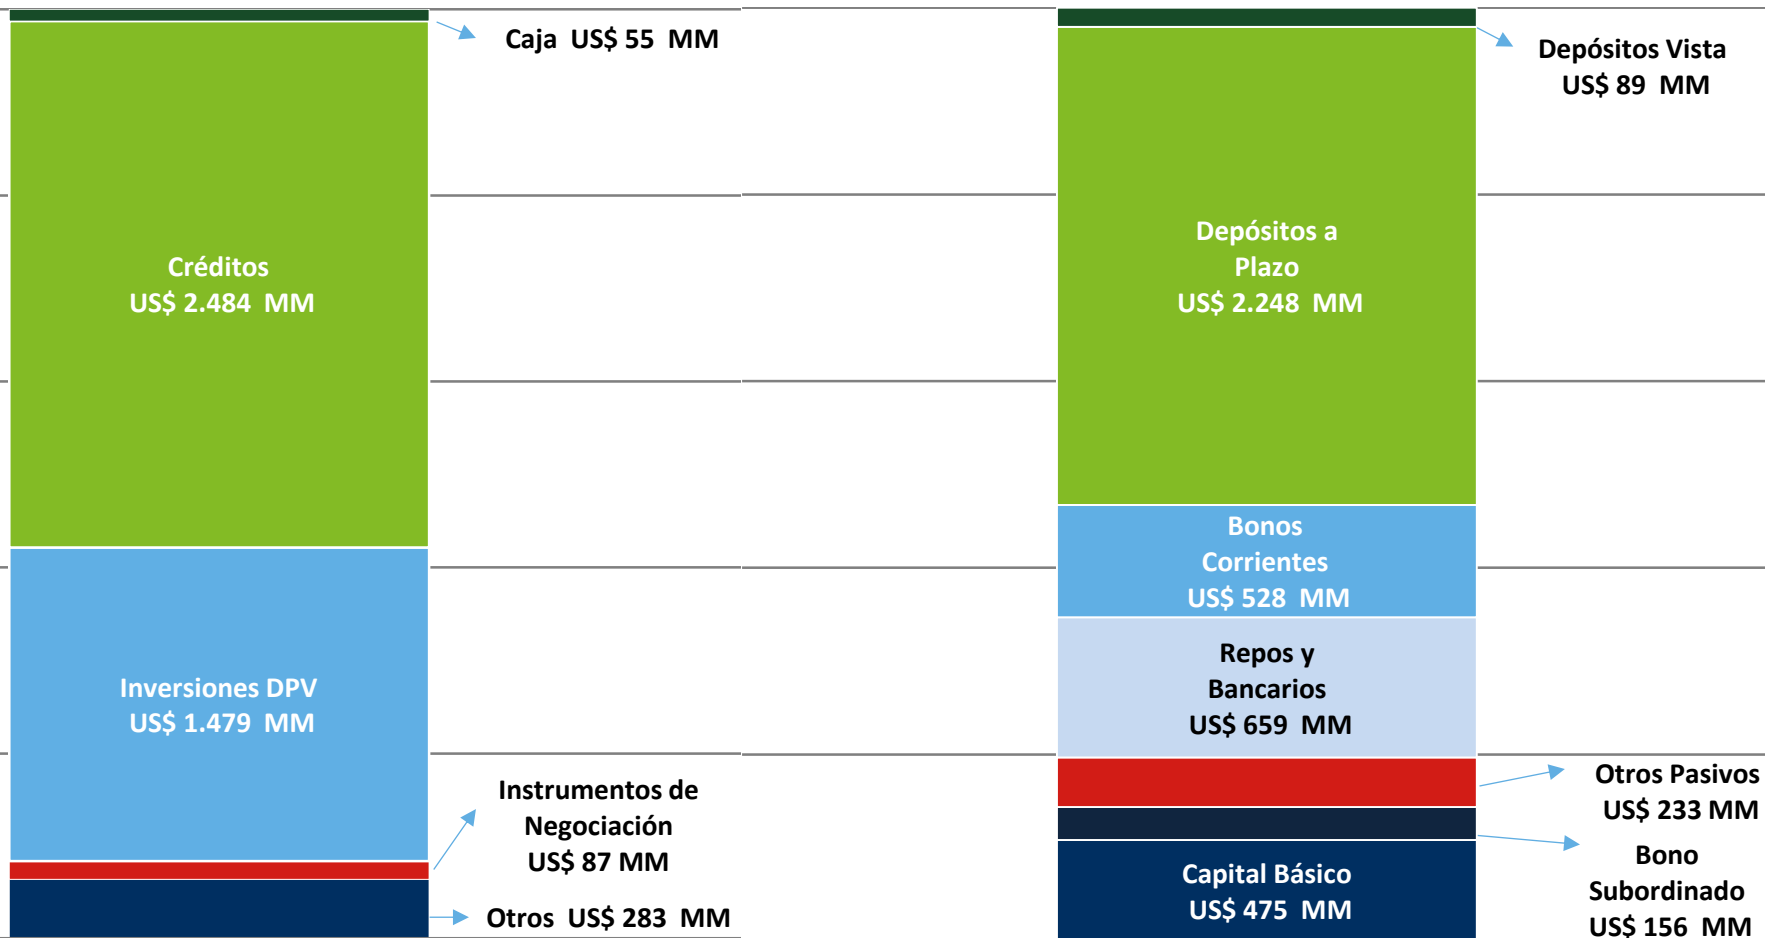 Caja US$ 55 MM
Créditos
US$ 2.484 MM
Inversiones DPV
US$ 1.479 MM
Instrumentos de
Negociación
US$ 87 MM
Otros US$ 283 MM
Depósitos Vista
US$ 89 MM
Depósitos a
Plazo
US$ 2.248 MM
Bonos
Corrientes
US$ 528 MM
Repos y
Bancarios
US$ 659 MM
Otros Pasivos
US$ 233 MM
Bono
Subordinado
US$ 156 MM
Capital Básico
US$ 475 MM